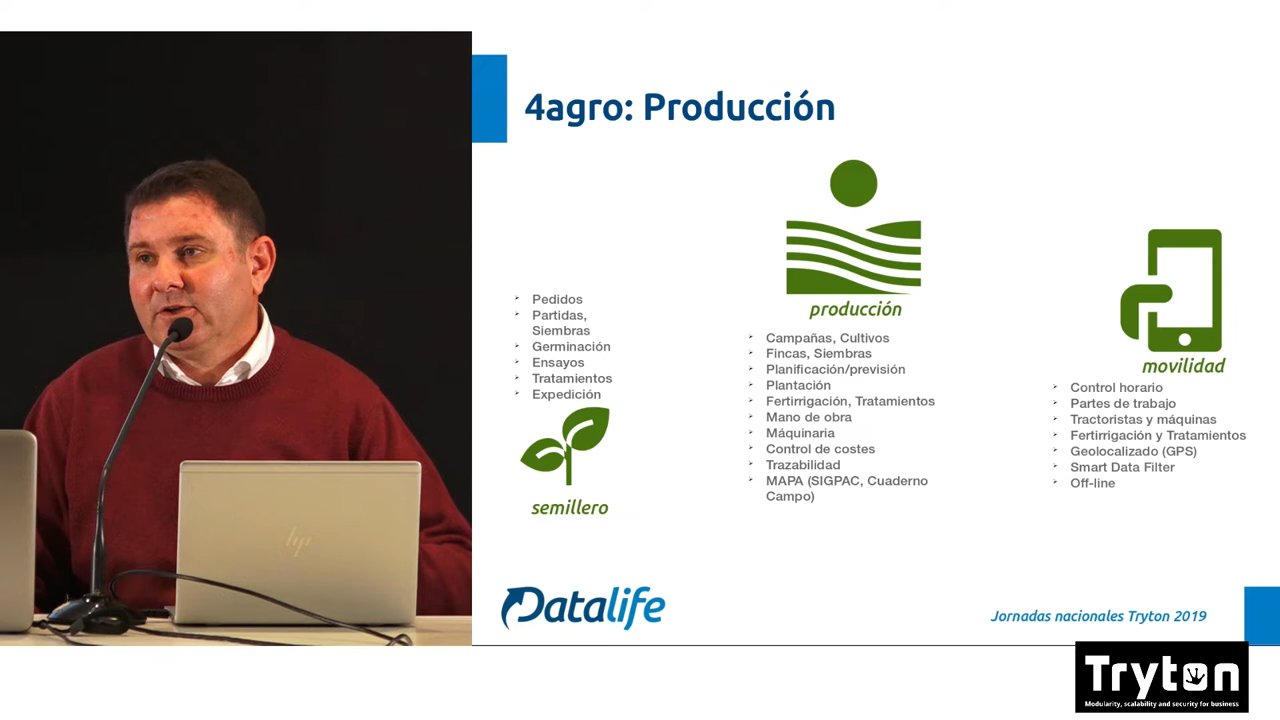 4agro: Producción
Pedidos
Partidas,
Siembras
Germinación
Ensayos
Tratamientos
Expedición
semillero
producción
Campañas, Cultivos
Fincas, Siembras
Planificación/previsión
Plantación
Fertirrigación, Tratamientos
Mano de obra
Máquinaria
Control de costes
Trazabilidad
MAPA (SIGPAC, Cuaderno
Campo)
movilidad
Control horario
Partes de trabajo
Tractoristas y máquinas
Fertirrigación y Tratamientos
Geolocalizado (GPS)
Smart Data Filter
Off-line
hp
Datalife
Jornadas nacionales Tryton 2019
Tryton
Modularity, scalability and security for business